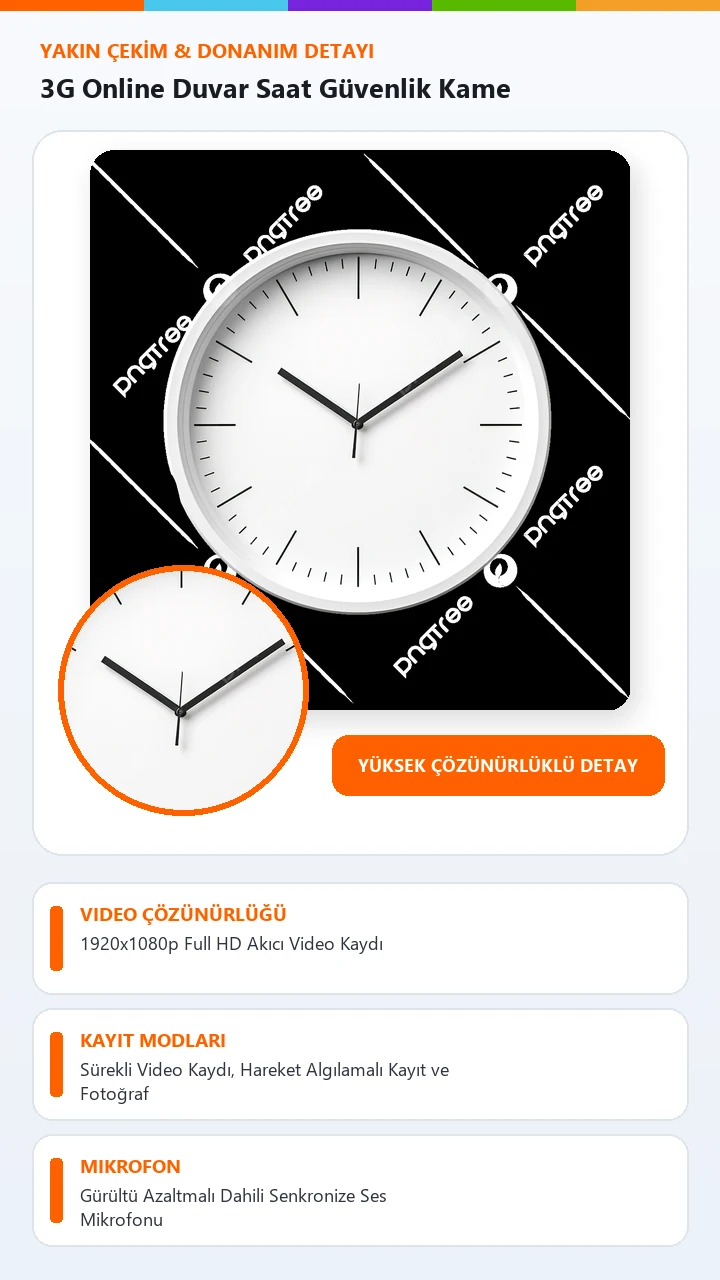 YAKIN ÇEKİM & DONANIM DETAYI
3G Online Duvar Saat Güvenlik Kame
pngtree
pngtree
pngtree
pngtree
pngtree
YÜKSEK ÇÖZÜNÜRLÜKLÜ DETAY
VIDEO ÇÖZÜNÜRLÜĞÜ
1920x1080p Full HD Akıcı Video Kaydı
KAYIT MODLARI
Sürekli Video Kaydı, Hareket Algılamalı Kayıt ve
Fotoğraf
MIKROFON
Gürültü Azaltmalı Dahili Senkronize Ses
Mikrofonu